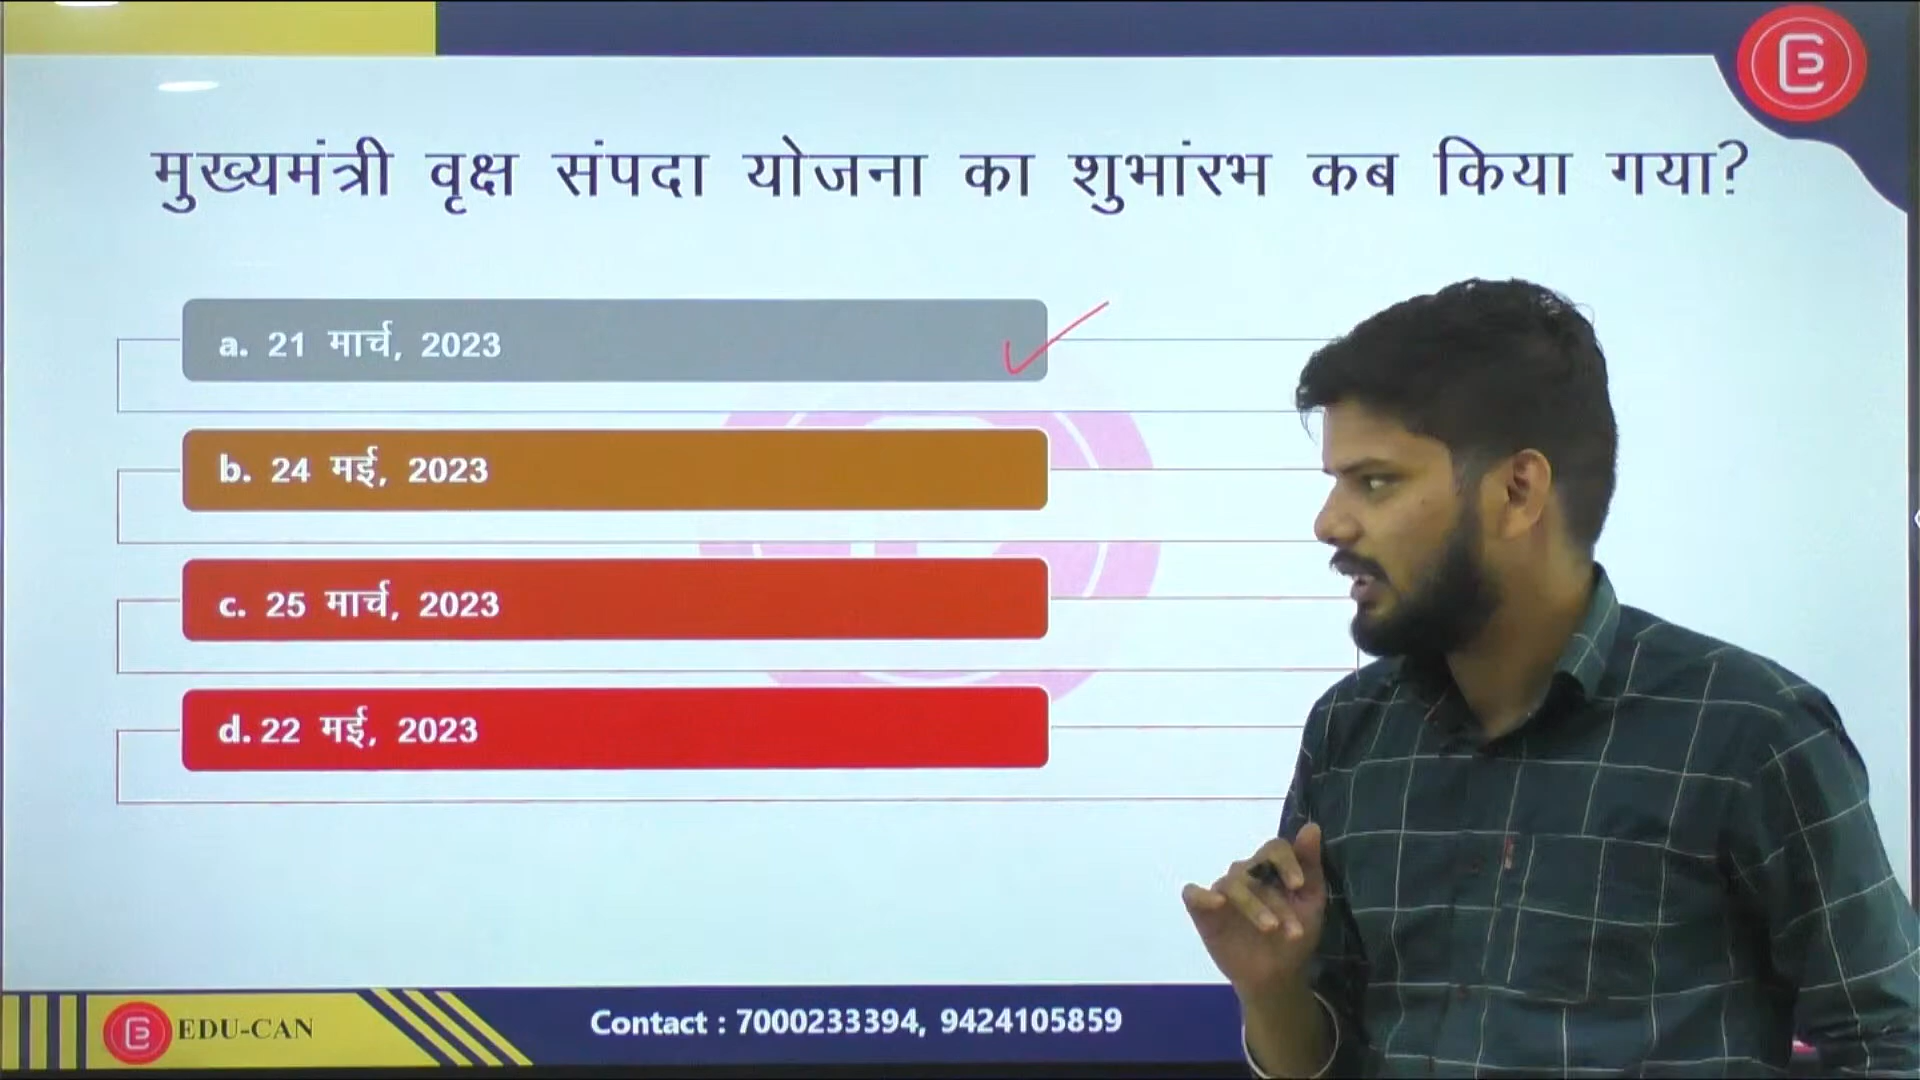 मुख्यमंत्री वृक्ष संपदा योजना का शुभांरभ कब किया गया?
a. 21 मार्च, 2023
b. 24 मई, 2023
c. 25 मार्च, 2023
d. 22 मई, 2023
EDU-CAN
Contact : 7000233394, 9424105859